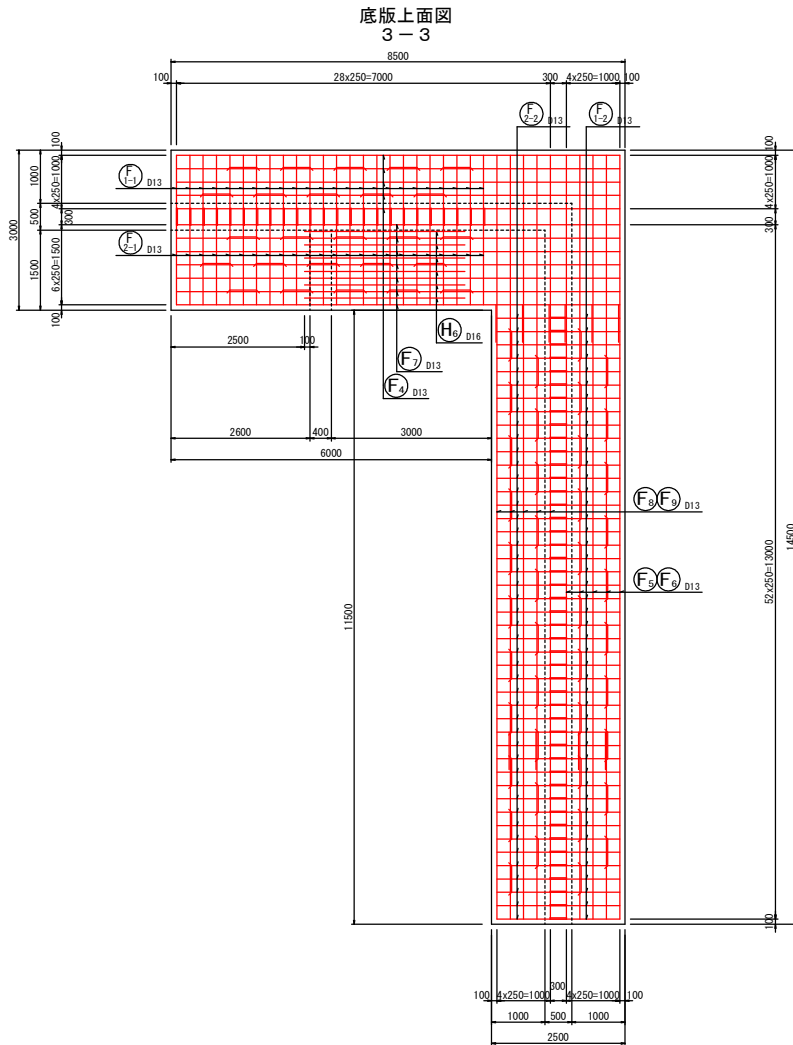 底版上面図
3－3
8500
100 28x250=7000 300 4x250=1000 100
F 2-2 D13
F 1-2 D13
100
1000
4x250=1000
500
300
3000
1500
6x250=1500
100
F 1-1 D13
F 2-1 D13
100
4x250=1000
300
2500 100
H6 D16
F7 D13
F4 D13
2600 400 3000
6000
F8 F9 D13
F5 F6 D13
11500
52x250=13000
14500
100
300
100 4x250=1000 4x250=1000 100
1000 500 1000
2500